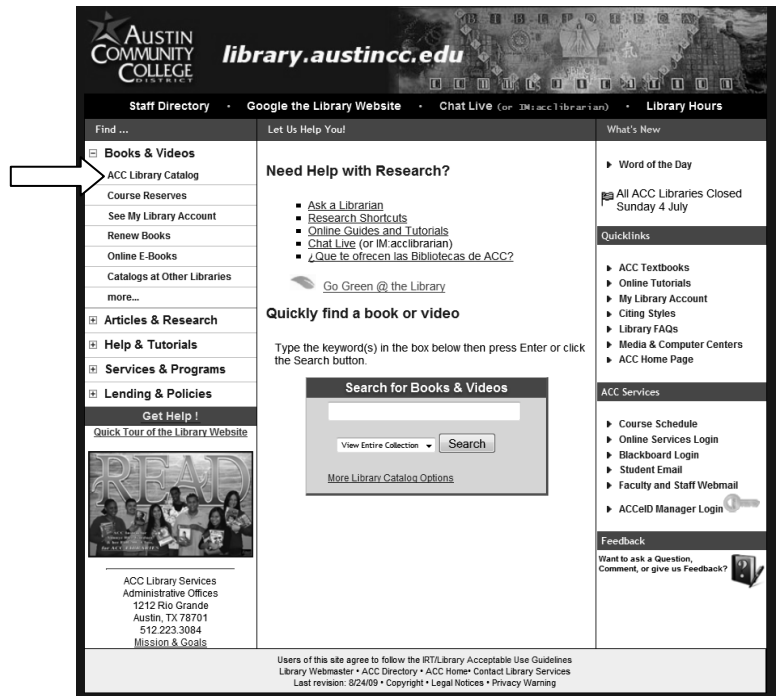 AUSTIN
COMMUNITY
COLLEGE
DISTRICT
library.austincc.edu
Staff Directory · Google the Library Website · Chat Live (or IM:acclibrarian) · Library Hours
Find ...
Books & Videos
ACC Library Catalog
Course Reserves
See My Library Account
Renew Books
Online E-Books
Catalogs at Other Libraries
more...
Articles & Research
Help & Tutorials
Services & Programs
Lending & Policies
Get Help !
Quick Tour of the Library Website
READ
ACC Library Services
Administrative Offices
1212 Rio Grande
Austin, TX 78701
512.223.3084
Mission & Goals
Let Us Help You!
Need Help with Research?
Ask a Librarian
Research Shortcuts
Online Guides and Tutorials
Chat Live (or IM:acclibrarian)
¿Que te ofrecen las Bibliotecas de ACC?
Go Green @ the Library
Quickly find a book or video
Type the keyword(s) in the box below then press Enter or click
the Search button.
Search for Books & Videos
View Entire Collection Search
More Library Catalog Options
What's New
Word of the Day
All ACC Libraries Closed
Sunday 4 July
Quicklinks
ACC Textbooks
Online Tutorials
My Library Account
Citing Styles
Library FAQs
Media & Computer Centers
ACC Home Page
ACC Services
Course Schedule
Online Services Login
Blackboard Login
Student Email
Faculty and Staff Webmail
ACCeID Manager Login
Feedback
Want to ask a Question,
Comment, or give us Feedback?
Users of this site agree to follow the IRT/Library Acceptable Use Guidelines
Library Webmaster • ACC Directory • ACC Home• Contact Library Services
Last revision: 8/24/09 • Copyright • Legal Notices • Privacy Warning